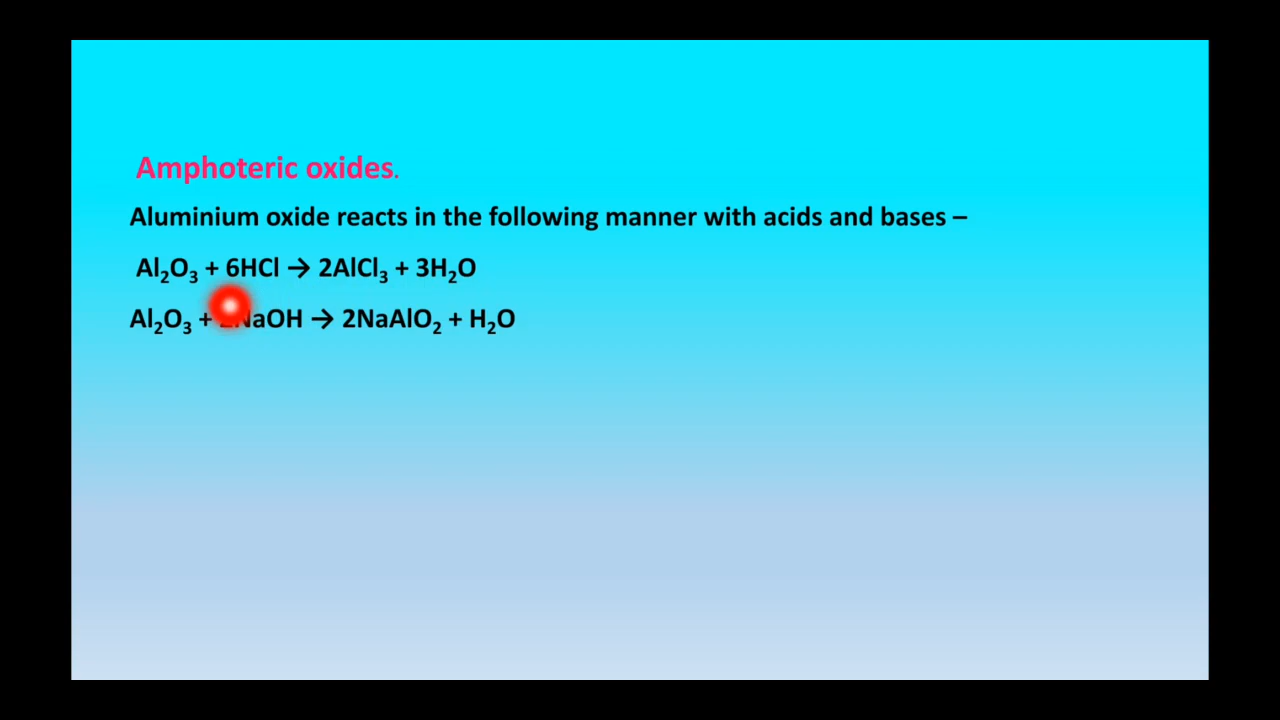 Amphoteric oxides.
Aluminium oxide reacts in the following manner with acids and bases –
Al₂O₃ + 6HCl → 2AlCl₃ + 3H₂O
Al₂O₃ + 2NaOH → 2NaAlO₂ + H₂O